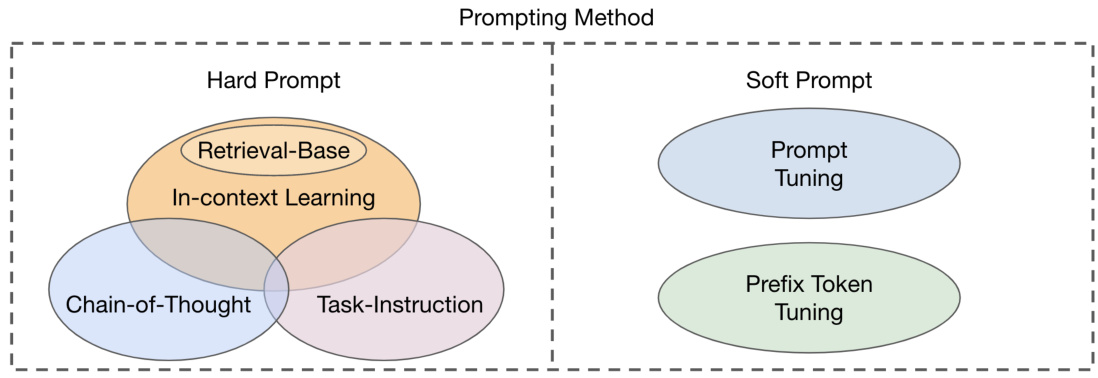 Prompting Method
Hard Prompt
Retrieval-Base
In-context Learning
Chain-of-Thought
Task-Instruction
Soft Prompt
Prompt
Tuning
Prefix Token
Tuning